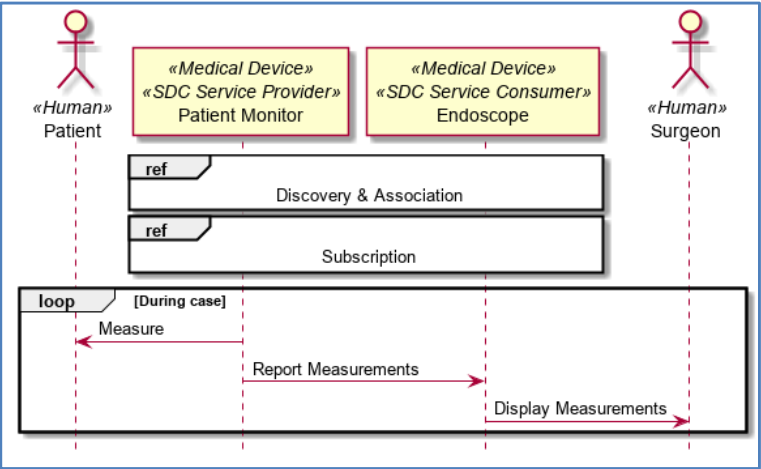 «Human»
Patient
«Medical Device»
«SDC Service Provider»
Patient Monitor
«Medical Device»
«SDC Service Consumer»
Endoscope
«Human»
Surgeon
ref
Discovery & Association
ref
Subscription
loop [During case]
Measure
Report Measurements
Display Measurements